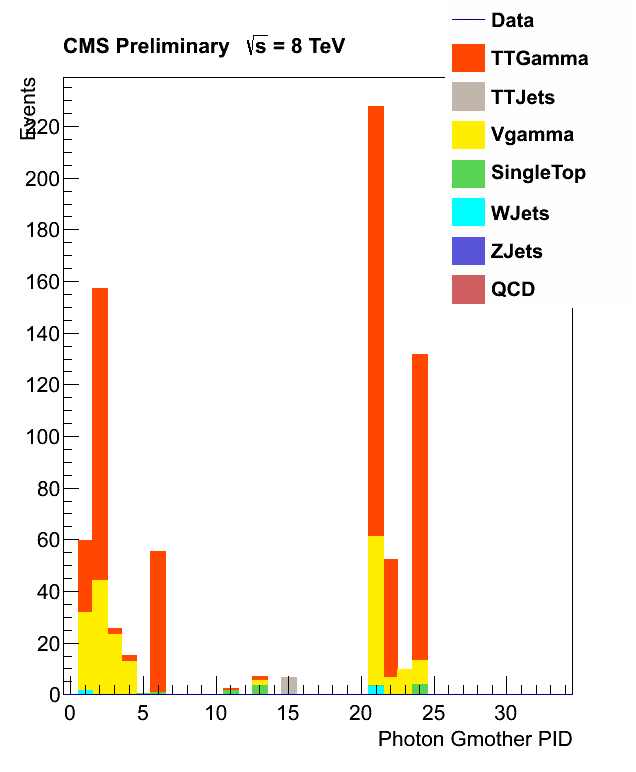 CMS Preliminary √s = 8 TeV
Data
TTGamma
TTJets
Vgamma
SingleTop
WJets
ZJets
QCD
Events
220
200
180
160
140
120
100
80
60
40
20
0
0 5 10 15 20 25 30
Photon Gmother PID